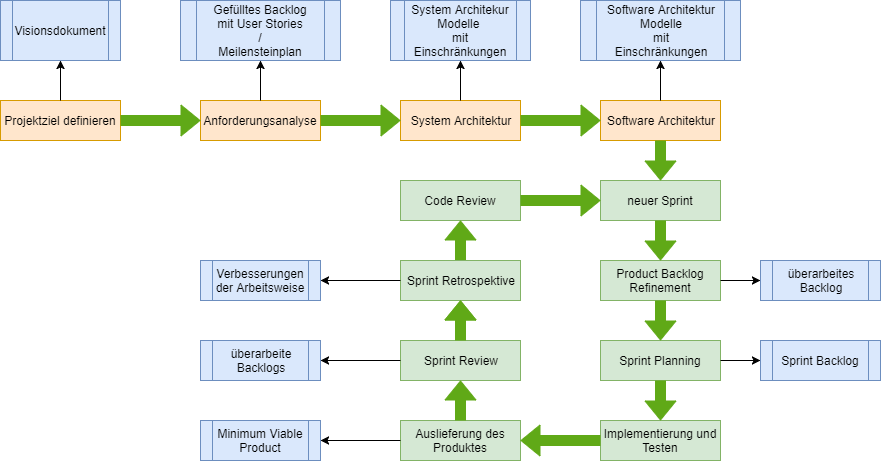 Visionsdokument
Gefülltes Backlog
mit User Stories
/
Meilensteinplan
System Architekur
Modelle
mit
Einschränkungen
Software Architektur
Modelle
mit
Einschränkungen
Projektziel definieren
Anforderungsanalyse
System Architektur
Software Architektur
Code Review
neuer Sprint
Verbesserungen
der Arbeitsweise
Sprint Retrospektive
Product Backlog
Refinement
überarbeites
Backlog
überarbeite
Backlogs
Sprint Review
Sprint Planning
Sprint Backlog
Minimum Viable
Product
Auslieferung des
Produktes
Implementierung und
Testen